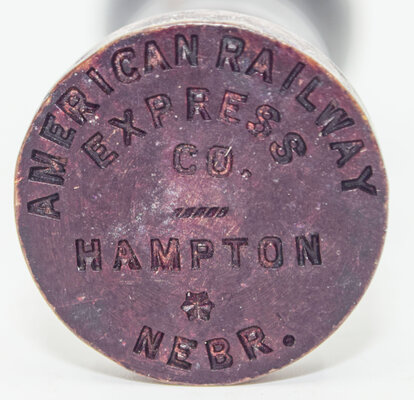 AMERICAN RAILWAY
EXPRESS
CO.
HAMPTON
NEBR.